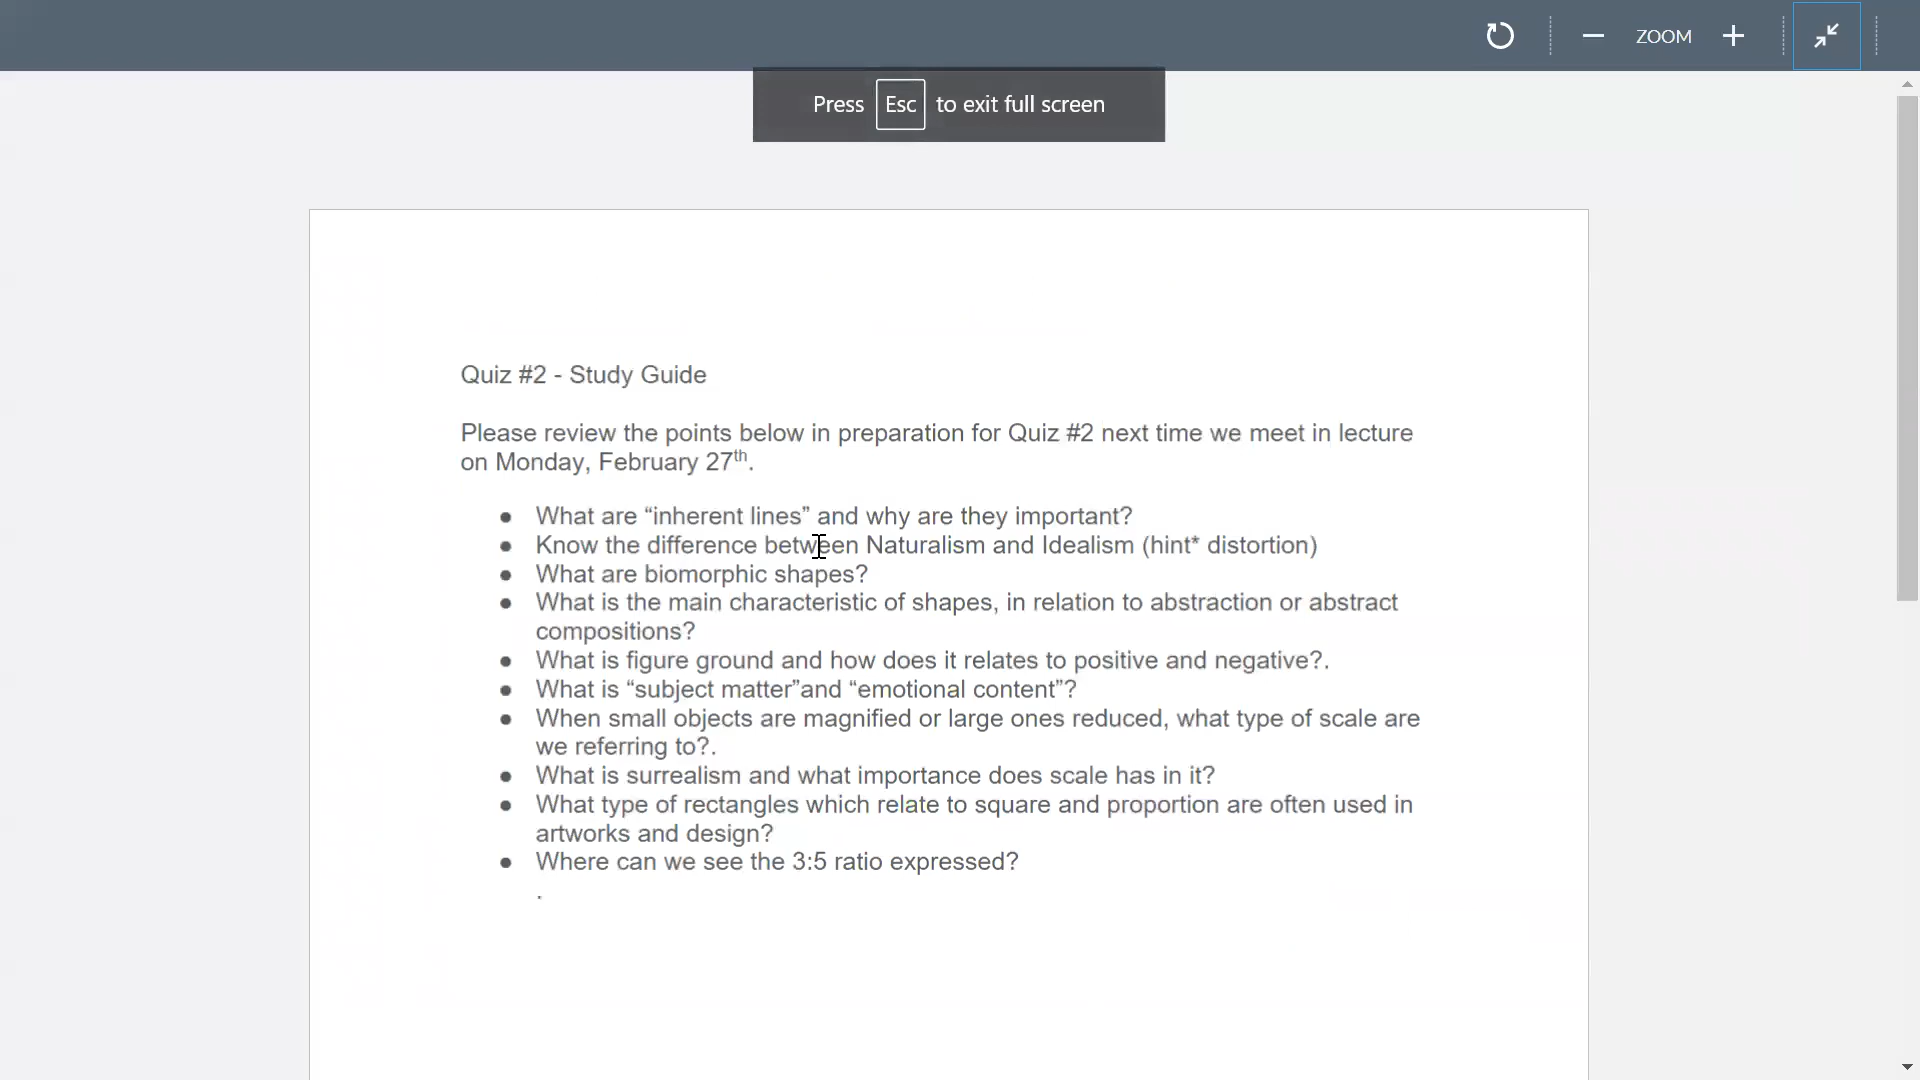 ZOOM
Press Esc to exit full screen
Quiz #2 - Study Guide
Please review the points below in preparation for Quiz #2 next time we meet in lecture
on Monday, February 27th.
● What are “inherent lines” and why are they important?
● Know the difference between Naturalism and Idealism (hint* distortion)
● What are biomorphic shapes?
● What is the main characteristic of shapes, in relation to abstraction or abstract
compositions?
● What is figure ground and how does it relates to positive and negative?.
● What is “subject matter”and “emotional content”?
● When small objects are magnified or large ones reduced, what type of scale are
we referring to?.
● What is surrealism and what importance does scale has in it?
● What type of rectangles which relate to square and proportion are often used in
artworks and design?
● Where can we see the 3:5 ratio expressed?
.